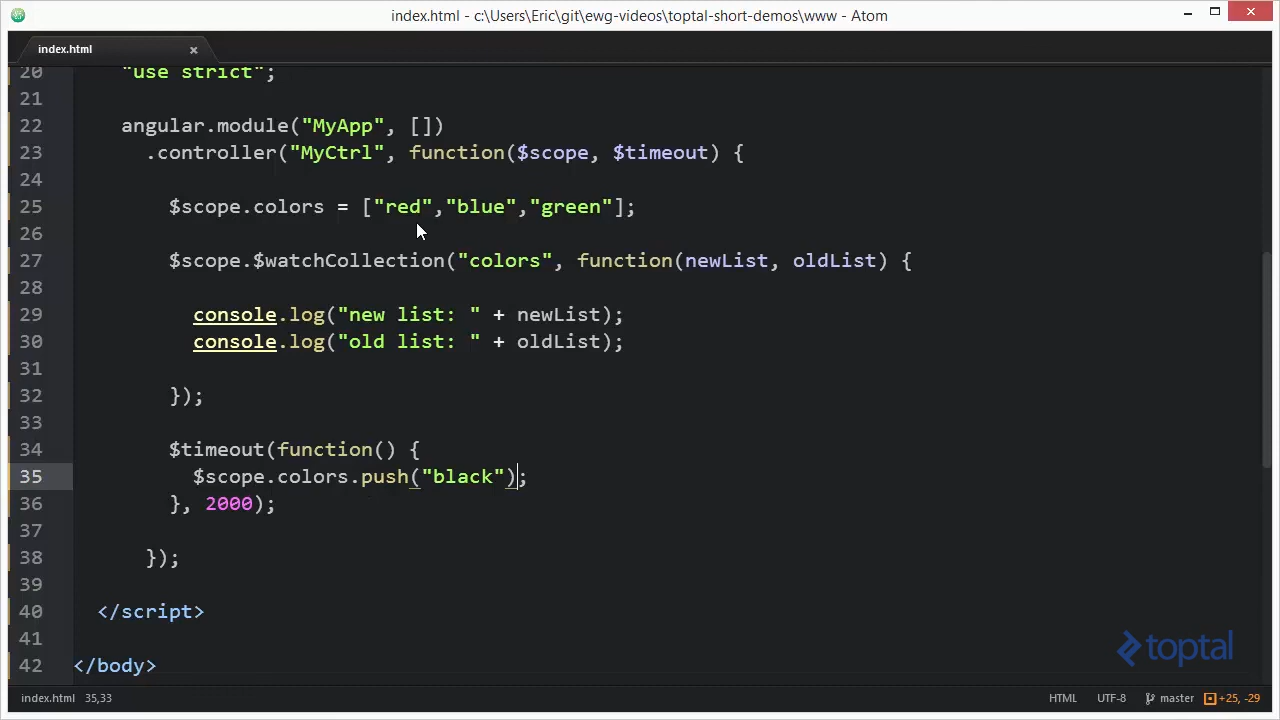 index.html - c:\Users\Eric\git\ewg-videos\toptal-short-demos\www - Atom
index.html
20 "use strict";
21
22 angular.module("MyApp", [])
23 .controller("MyCtrl", function($scope, $timeout) {
24
25 $scope.colors = ["red","blue","green"];
26
27 $scope.$watchCollection("colors", function(newList, oldList) {
28
29 console.log("new list: " + newList);
30 console.log("old list: " + oldList);
31
32 });
33
34 $timeout(function() {
35 $scope.colors.push("black");
36 }, 2000);
37
38 });
39
40 </script>
41
42 </body>
toptal
index.html 35,33 HTML UTF-8 master +25, -29